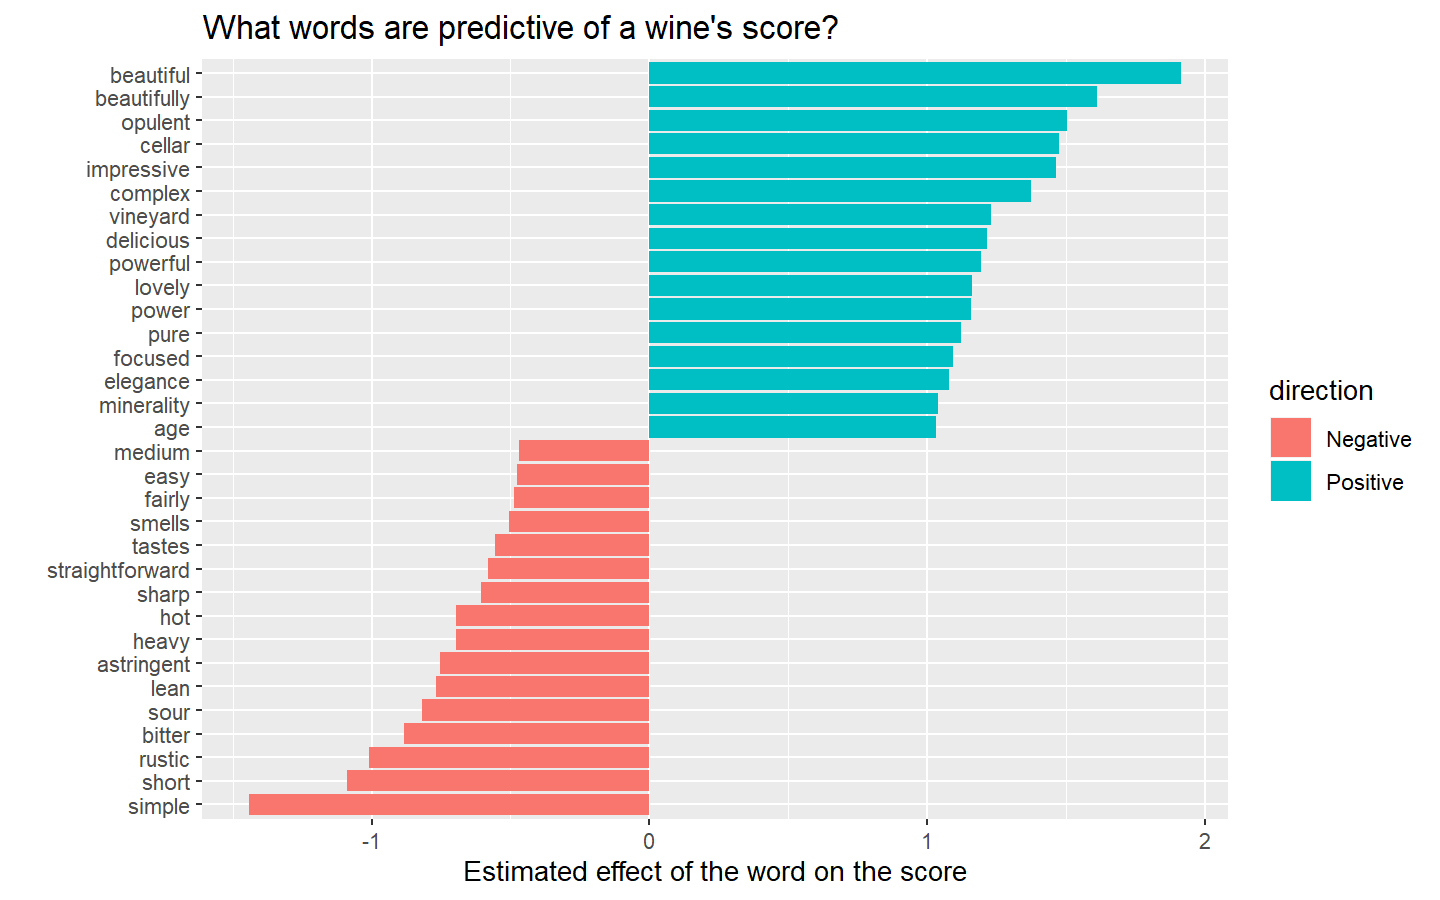 What words are predictive of a wine's score?
beautiful
beautifully
opulent
cellar
impressive
complex
vineyard
delicious
powerful
lovely
power
pure
focused
elegance
minerality
age
medium
easy
fairly
smells
tastes
straightforward
sharp
hot
heavy
astringent
lean
sour
bitter
rustic
short
simple
-1 0 1 2
Estimated effect of the word on the score
direction
Negative
Positive